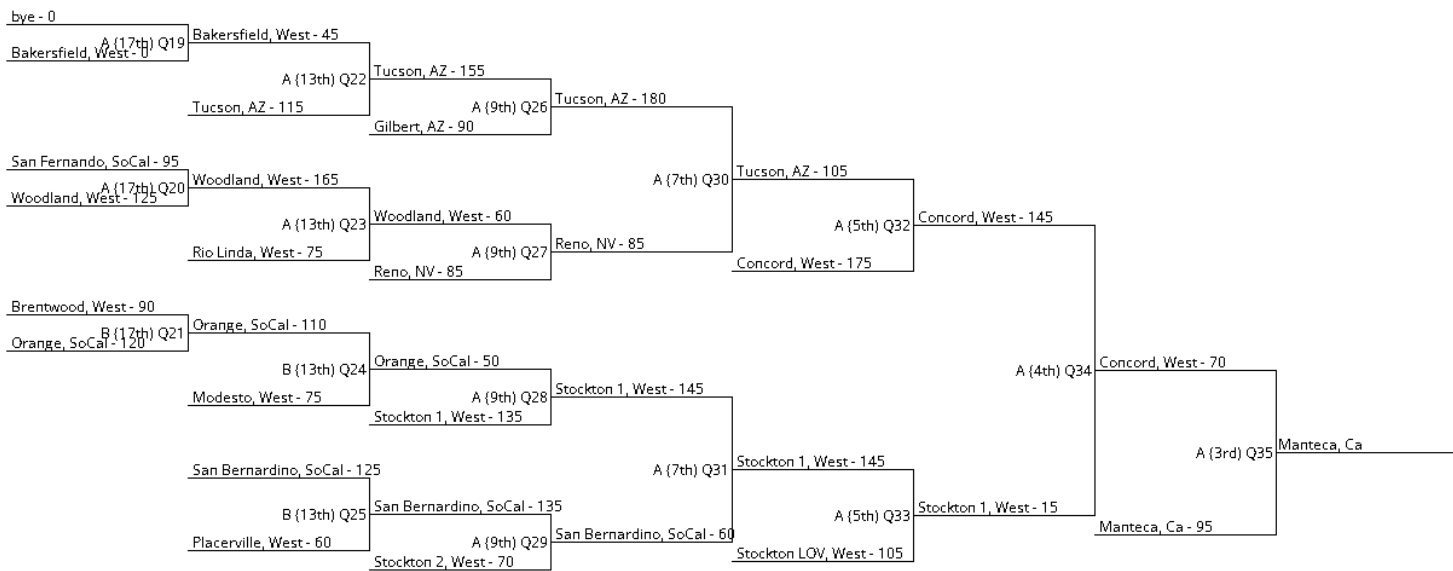 bye - 0
A (17th) Q19
Bakersfield, West - 0
Bakersfield, West - 45
A (13th) Q22
Tucson, AZ - 115
Tucson, AZ - 155
A (9th) Q26
Gilbert, AZ - 90
Tucson, AZ - 180
San Fernando, SoCal - 95
A (17th) Q20
Woodland, West - 125
Woodland, West - 165
A (13th) Q23
Rio Linda, West - 75
Woodland, West - 60
A (9th) Q27
Reno, NV - 85
Reno, NV - 85
A (7th) Q30
Tucson, AZ - 105
A (5th) Q32
Concord, West - 175
Concord, West - 145
Brentwood, West - 90
B (17th) Q21
Orange, SoCal - 120
Orange, SoCal - 110
B (13th) Q24
Modesto, West - 75
Orange, SoCal - 50
A (9th) Q28
Stockton 1, West - 135
Stockton 1, West - 145
San Bernardino, SoCal - 125
B (13th) Q25
Placerville, West - 60
San Bernardino, SoCal - 135
A (9th) Q29
Stockton 2, West - 70
San Bernardino, SoCal - 60
A (7th) Q31
Stockton 1, West - 145
A (5th) Q33
Stockton LOV, West - 105
Stockton 1, West - 15
A (4th) Q34
Concord, West - 70
A (3rd) Q35
Manteca, Ca - 95
Manteca, Ca